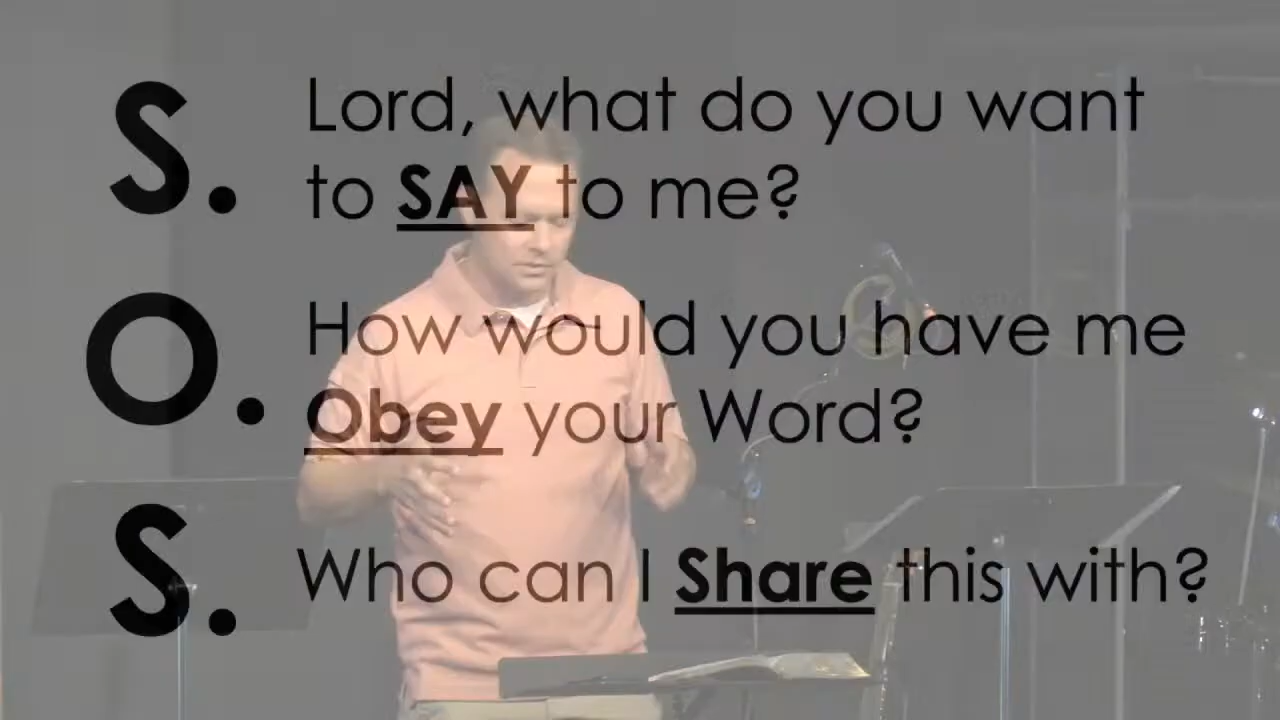 S. Lord, what do you want
to SAY to me?
O. How would you have me
Obey your Word?
S. Who can I Share this with?